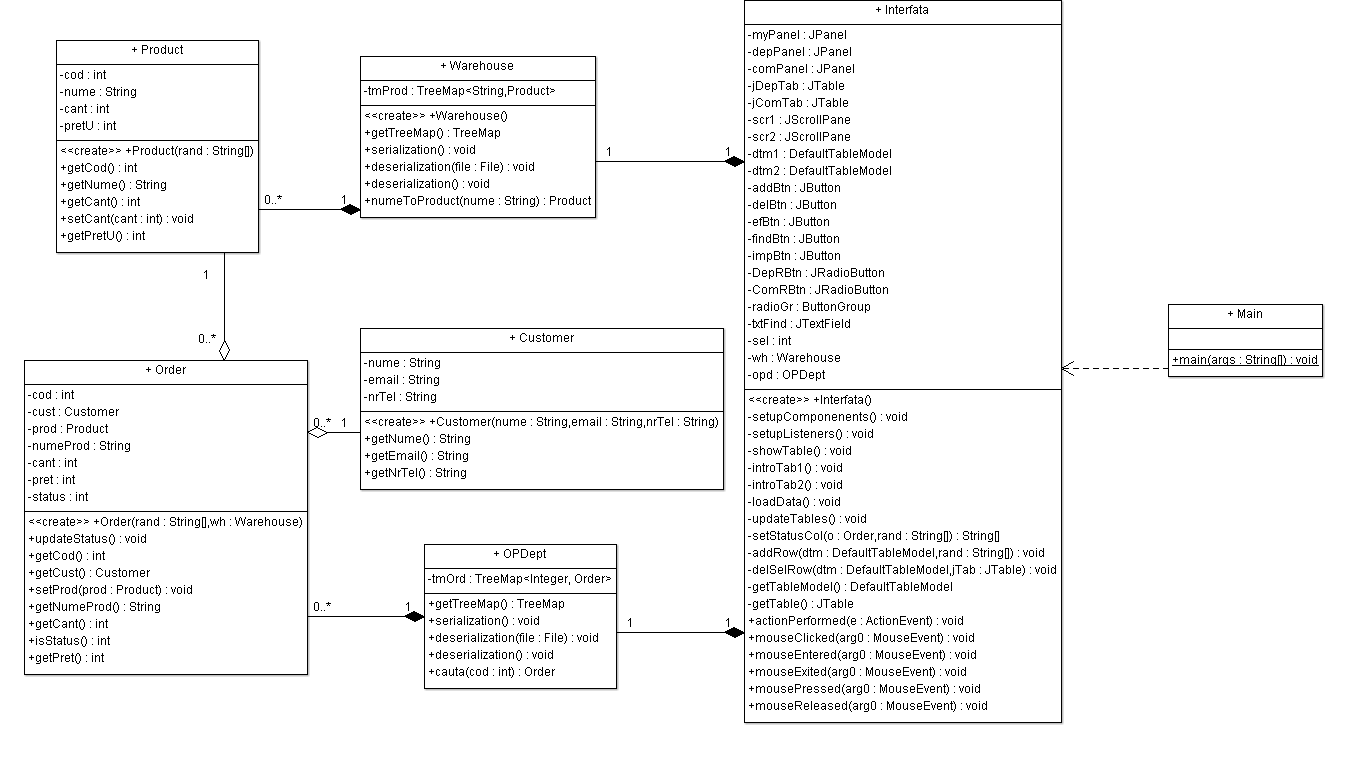 + Product
-cod : int
-nume : String
-cant : int
-pretU : int
<<create>> +Product(rand : String[])
+getCod() : int
+getNume() : String
+getCant() : int
+setCant(cant : int) : void
+getPretU() : int
+ Warehouse
-tmProd : TreeMap<String,Product>
<<create>> +Warehouse()
+getTreeMap() : TreeMap
+serialization() : void
+deserialization(file : File) : void
+deserialization() : void
+numeToProduct(nume : String) : Product
0..*
1
1
1
1
0..*
+ Order
-cod : int
-cust : Customer
-prod : Product
-numeProd : String
-cant : int
-pret : int
-status : int
<<create>> +Order(rand : String[],wh : Warehouse)
+updateStatus() : void
+getCod() : int
+getCust() : Customer
+setProd(prod : Product) : void
+getNumeProd() : String
+getCant() : int
+isStatus() : int
+getPret() : int
0..*
1
+ Customer
-nume : String
-email : String
-nrTel : String
<<create>> +Customer(nume : String,email : String,nrTel : String)
+getNume() : String
+getEmail() : String
+getNrTel() : String
0..*
1
+ OPDept
-tmOrd : TreeMap<Integer, Order>
+getTreeMap() : TreeMap
+serialization() : void
+deserialization(file : File) : void
+deserialization() : void
+cauta(cod : int) : Order
1
1
+ Interfata
-myPanel : JPanel
-depPanel : JPanel
-comPanel : JPanel
-jDepTab : JTable
-jComTab : JTable
-scr1 : JScrollPane
-scr2 : JScrollPane
-dtm1 : DefaultTableModel
-dtm2 : DefaultTableModel
-addBtn : JButton
-delBtn : JButton
-efBtn : JButton
-findBtn : JButton
-impBtn : JButton
-DepRBtn : JRadioButton
-ComRBtn : JRadioButton
-radioGr : ButtonGroup
-txtFind : JTextField
-sel : int
-wh : Warehouse
-opd : OPDept
<<create>> +Interfata()
-setupComponents() : void
-setupListeners() : void
-showTable() : void
-introTab1() : void
-introTab2() : void
-loadData() : void
-updateTables() : void
-setStatusCol(o : Order,rand : String[]) : String[]
-addRow(dtm : DefaultTableModel,rand : String[]) : void
-delSelRow(dtm : DefaultTableModel,jTab : JTable) : void
-getTableModel() : DefaultTableModel
-getTable() : JTable
+actionPerformed(e : ActionEvent) : void
+mouseClicked(arg0 : MouseEvent) : void
+mouseEntered(arg0 : MouseEvent) : void
+mouseExited(arg0 : MouseEvent) : void
+mousePressed(arg0 : MouseEvent) : void
+mouseReleased(arg0 : MouseEvent) : void
+ Main
+main(args : String[]) : void